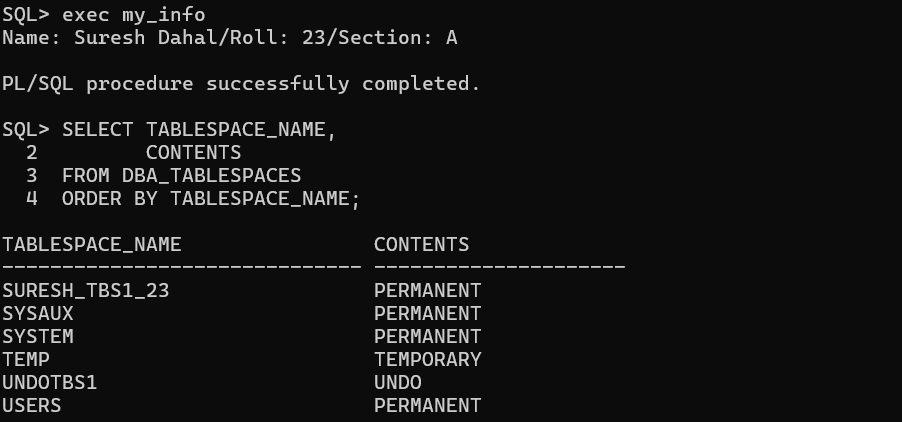 SQL> exec my_info
Name: Suresh Dahal/Roll: 23/Section: A
PL/SQL procedure successfully completed.
SQL> SELECT TABLESPACE_NAME,
  2         CONTENTS
  3  FROM DBA_TABLESPACES
  4  ORDER BY TABLESPACE_NAME;
TABLESPACE_NAME                CONTENTS
------------------------------ ---------------------
SURESH_TBS1_23                 PERMANENT
SYSAUX                         PERMANENT
SYSTEM                         PERMANENT
TEMP                           TEMPORARY
UNDOTBS1                       UNDO
USERS                          PERMANENT